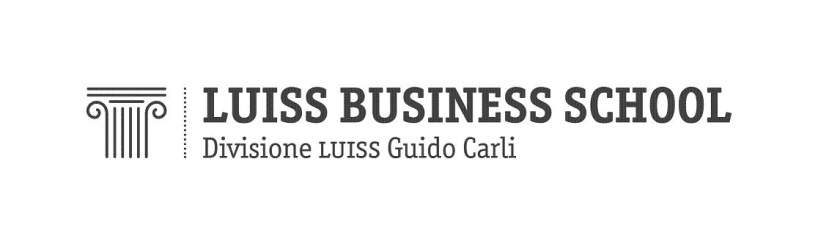 LUISS BUSINESS SCHOOL
Divisione LUISS Guido Carli